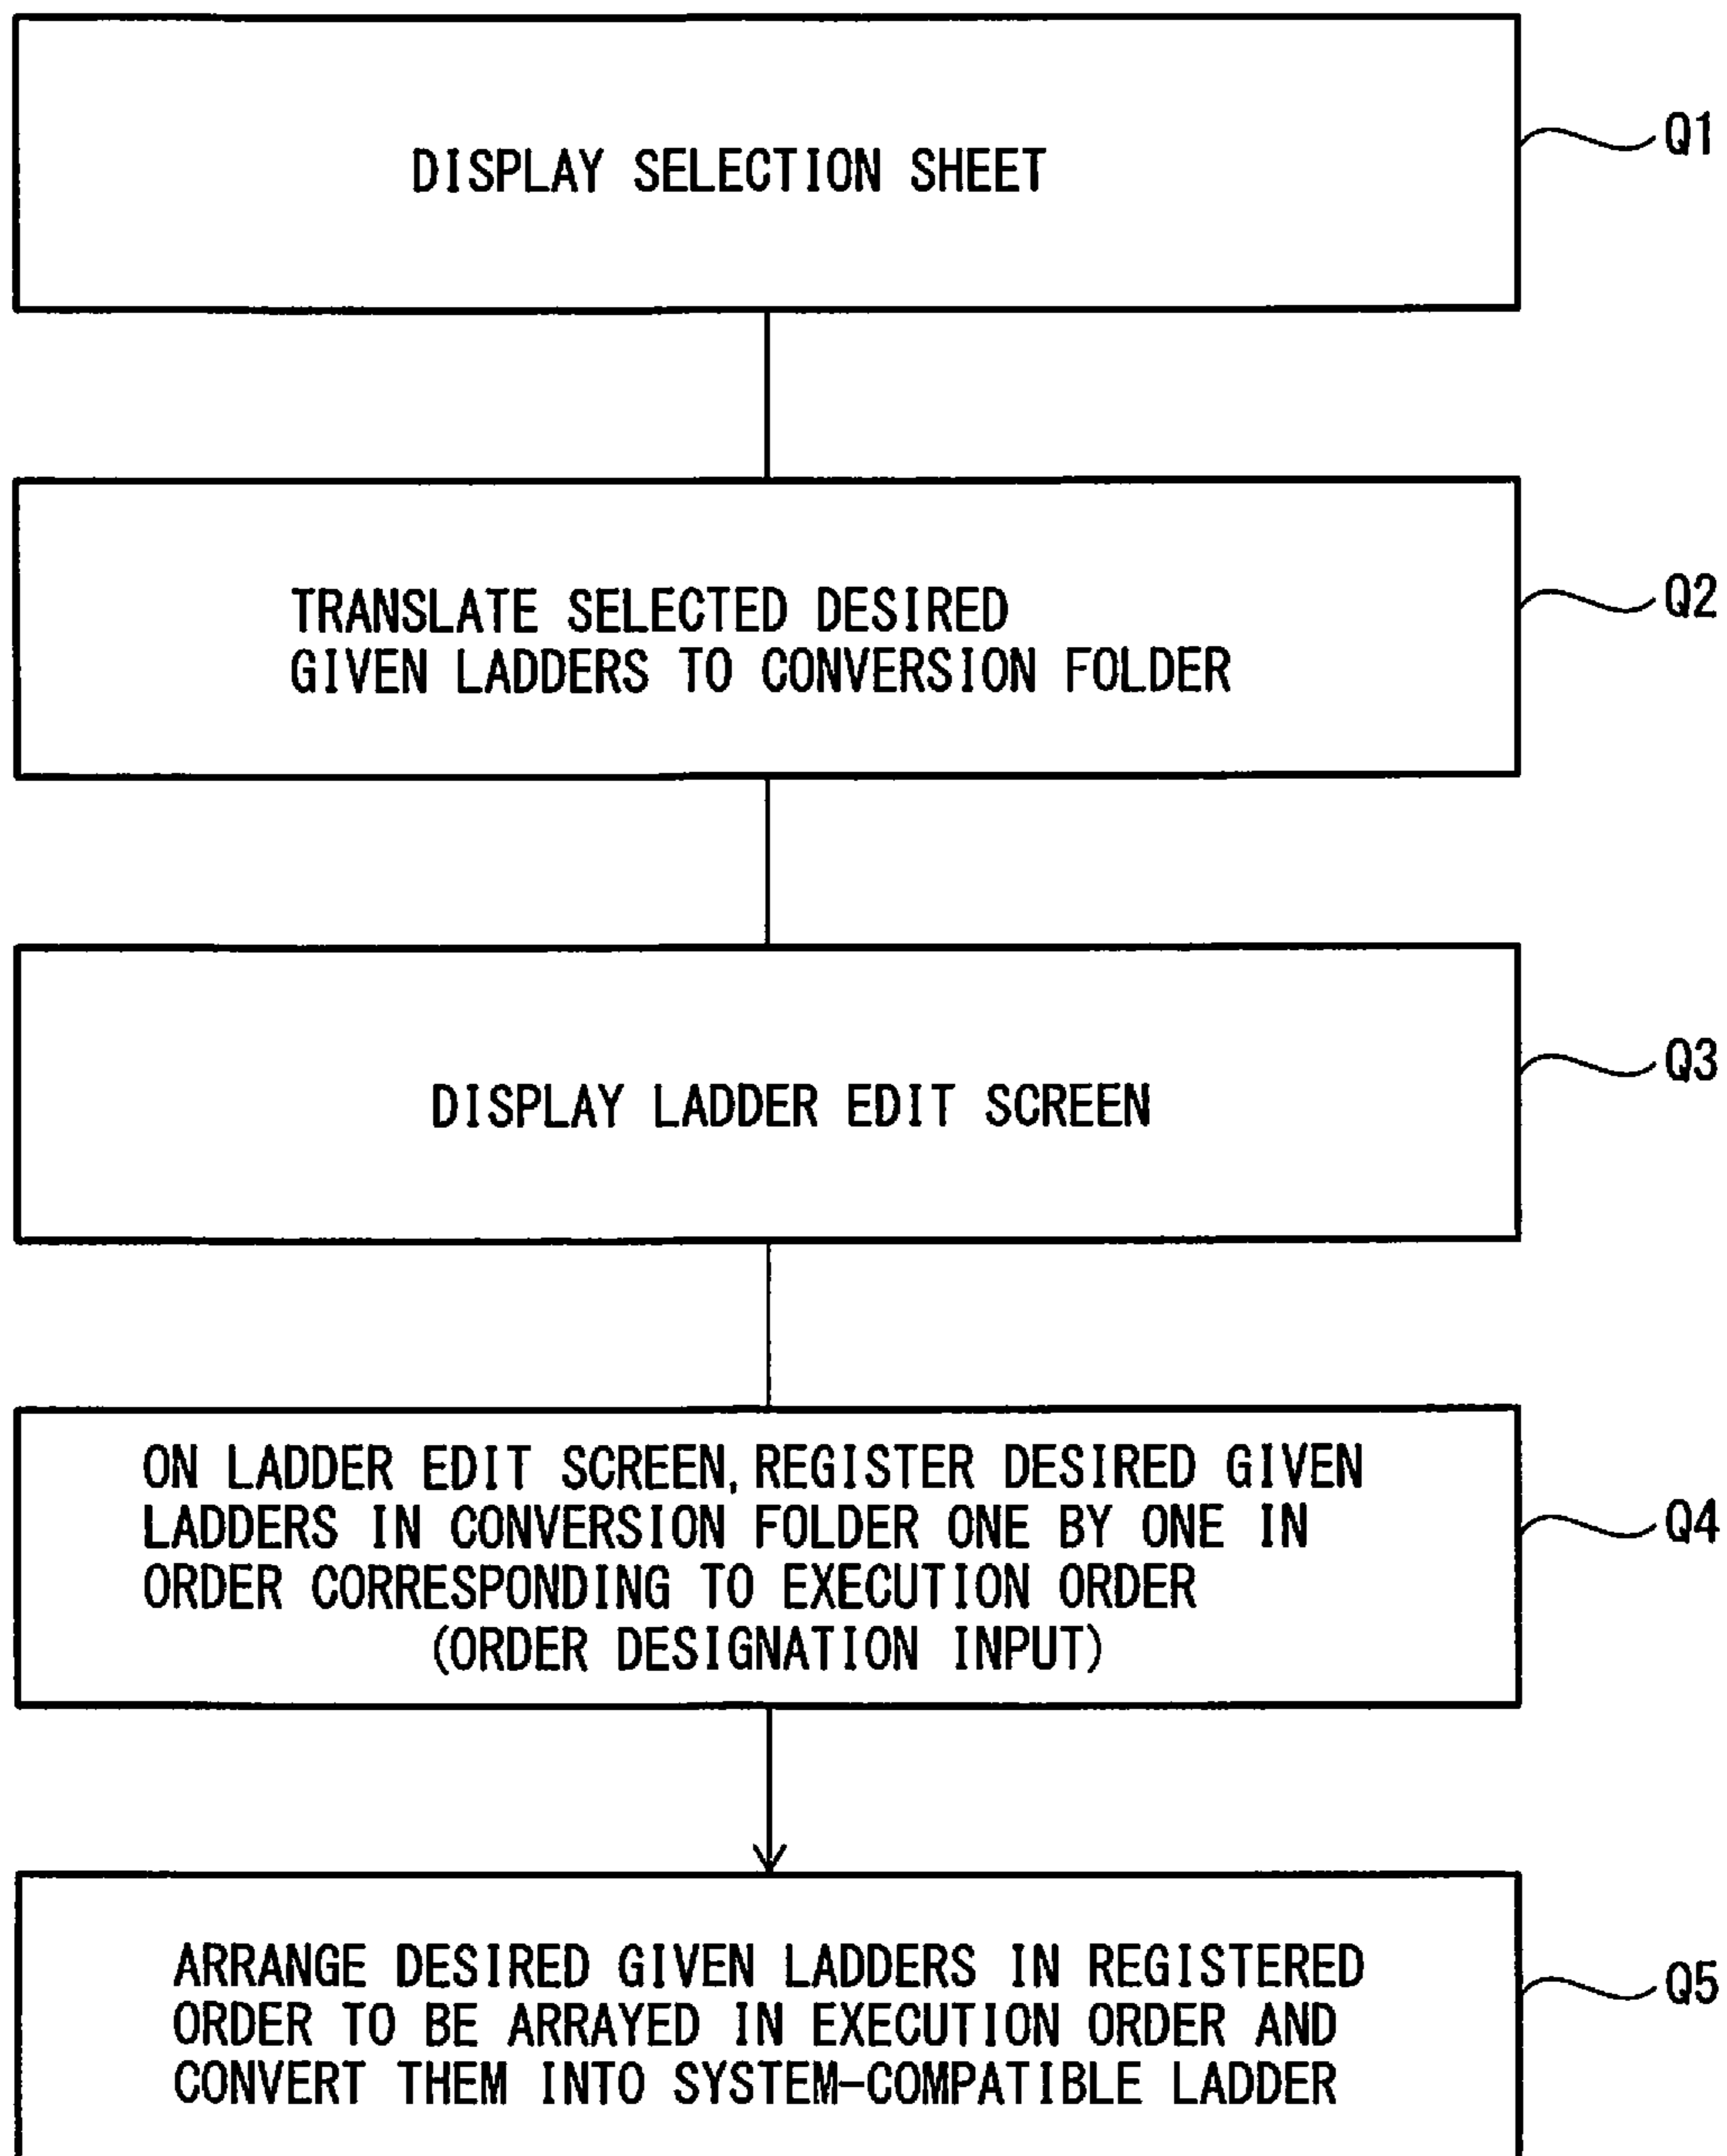 DISPLAY SELECTION SHEET
Q1
TRANSLATE SELECTED DESIRED
GIVEN LADDERS TO CONVERSION FOLDER
Q2
DISPLAY LADDER EDIT SCREEN
Q3
ON LADDER EDIT SCREEN, REGISTER DESIRED GIVEN
LADDERS IN CONVERSION FOLDER ONE BY ONE IN
ORDER CORRESPONDING TO EXECUTION ORDER
(ORDER DESIGNATION INPUT)
Q4
ARRANGE DESIRED GIVEN LADDERS IN REGISTERED
ORDER TO BE ARRAYED IN EXECUTION ORDER AND
CONVERT THEM INTO SYSTEM-COMPATIBLE LADDER
Q5